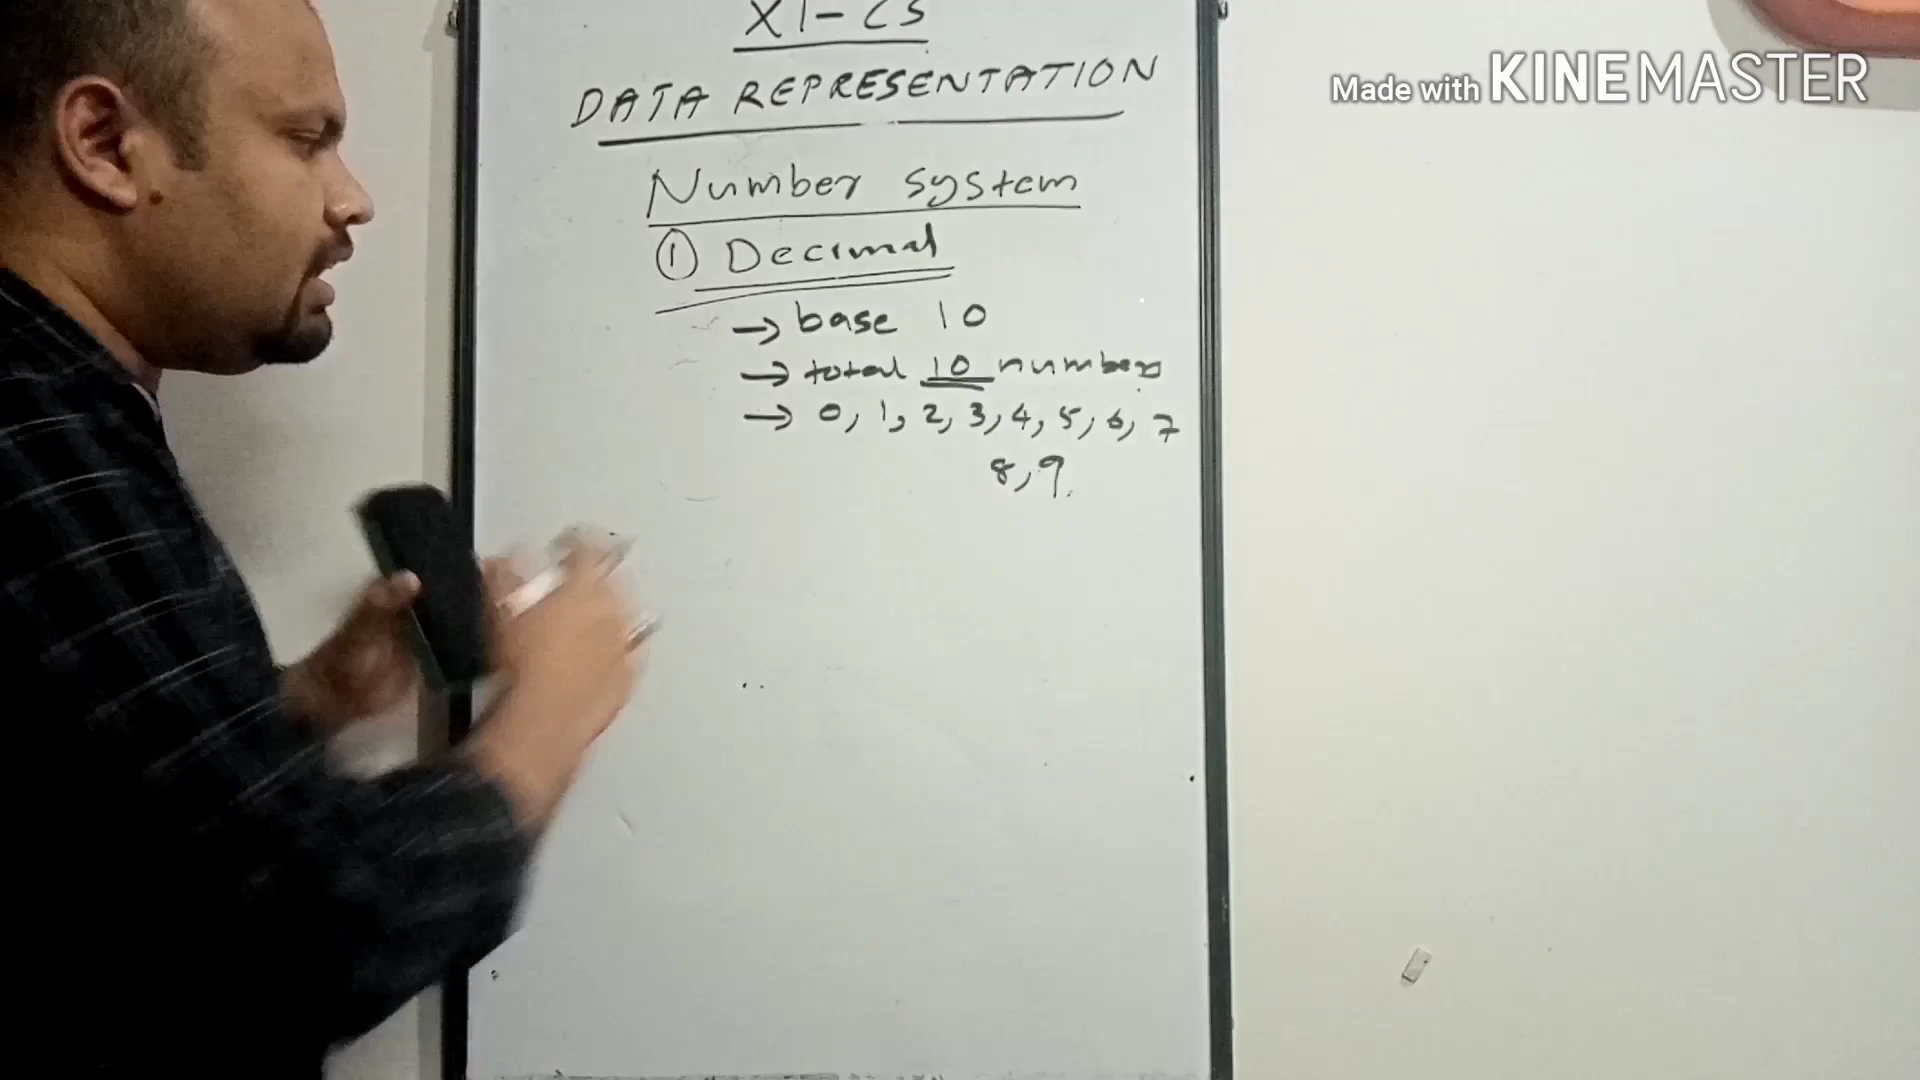 XI-CS
DATA REPRESENTATION
Number system
① Decimal
→ base 10
→ total 10 numbers
→ 0, 1, 2, 3, 4, 5, 6, 7
8, 9.
Made with KINEMASTER